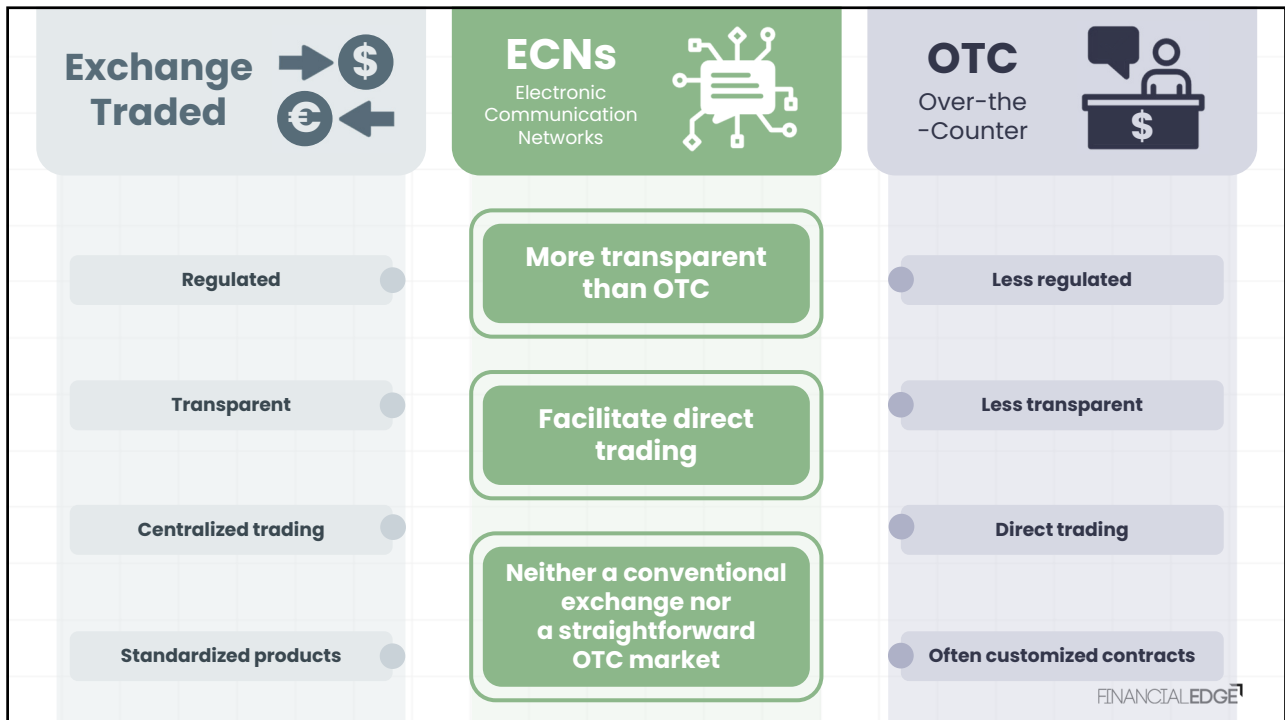 Exchange
Traded
$
€
Regulated
Transparent
Centralized trading
Standardized products
ECNs
Electronic
Communication
Networks
More transparent
than OTC
Facilitate direct
trading
Neither a conventional
exchange nor
a straightforward
OTC market
OTC
Over-the
-Counter
$
Less regulated
Less transparent
Direct trading
Often customized contracts
FINANCIALEDGE